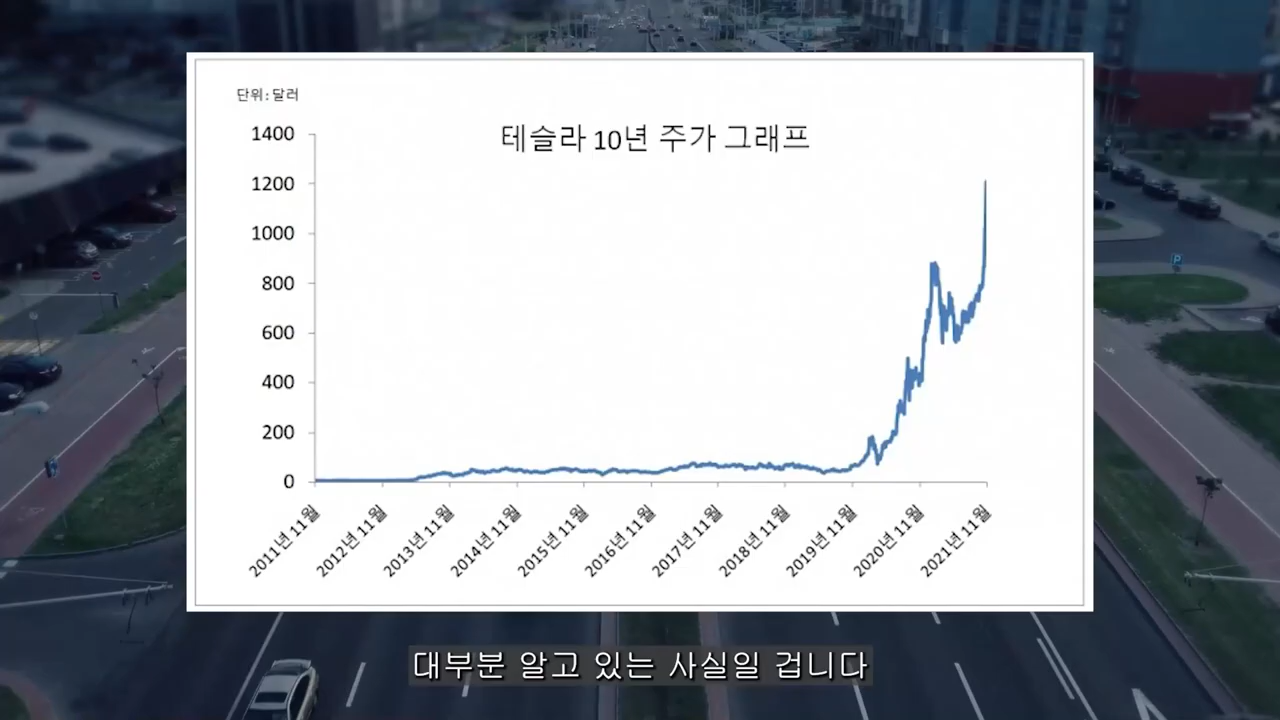 단위:달러
테슬라 10년 주가 그래프
1400
1200
1000
800
600
400
200
0
2011년 11월
2012년 11월
2013년 11월
2014년 11월
2015년 11월
2016년 11월
2017년 11월
2018년 11월
2019년 11월
2020년 11월
2021년 11월
P
대부분 알고 있는 사실일 겁니다